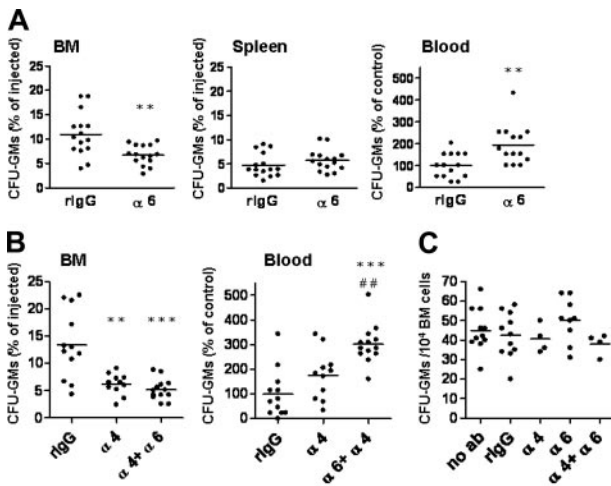 A
BM
Spleen
Blood
CFU-GMs (% of injected)
25
20
15
10
5
0
* *
rIgG
α 6
CFU-GMs (% of injected)
25
20
15
10
5
0
rIgG
α 6
CFU-GMs (% of control)
500
400
300
200
100
0
* *
rIgG
α 6
B
BM
Blood
C
CFU-GMs (% of injected)
25
20
15
10
5
0
* *
* * *
rIgG
α 4
α 4+ α 6
CFU-GMs (% of control)
500
400
300
200
100
0
* * *
##
rIgG
α 4
α 6+ α 4
CFU-GMs /10⁴ BM cells
70
60
50
40
30
20
10
0
no ab
rIgG
α 4
α 6
α 4+ α 6